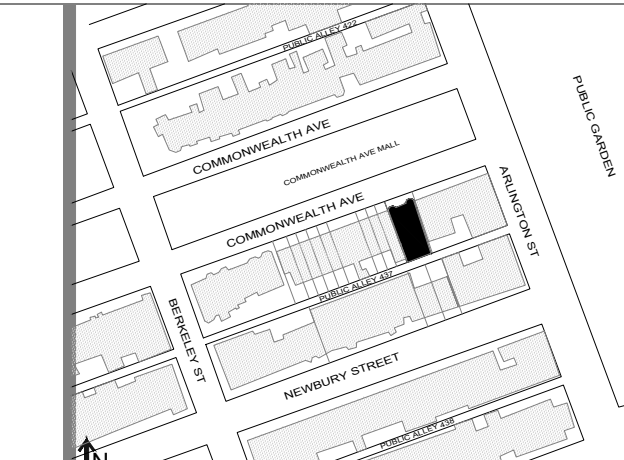 PUBLIC ALLEY 422
COMMONWEALTH AVE
COMMONWEALTH AVE MALL
PUBLIC GARDEN
COMMONWEALTH AVE
ARLINGTON ST
PUBLIC ALLEY 437
BERKELEY ST
NEWBURY STREET
PUBLIC ALLEY 438
N